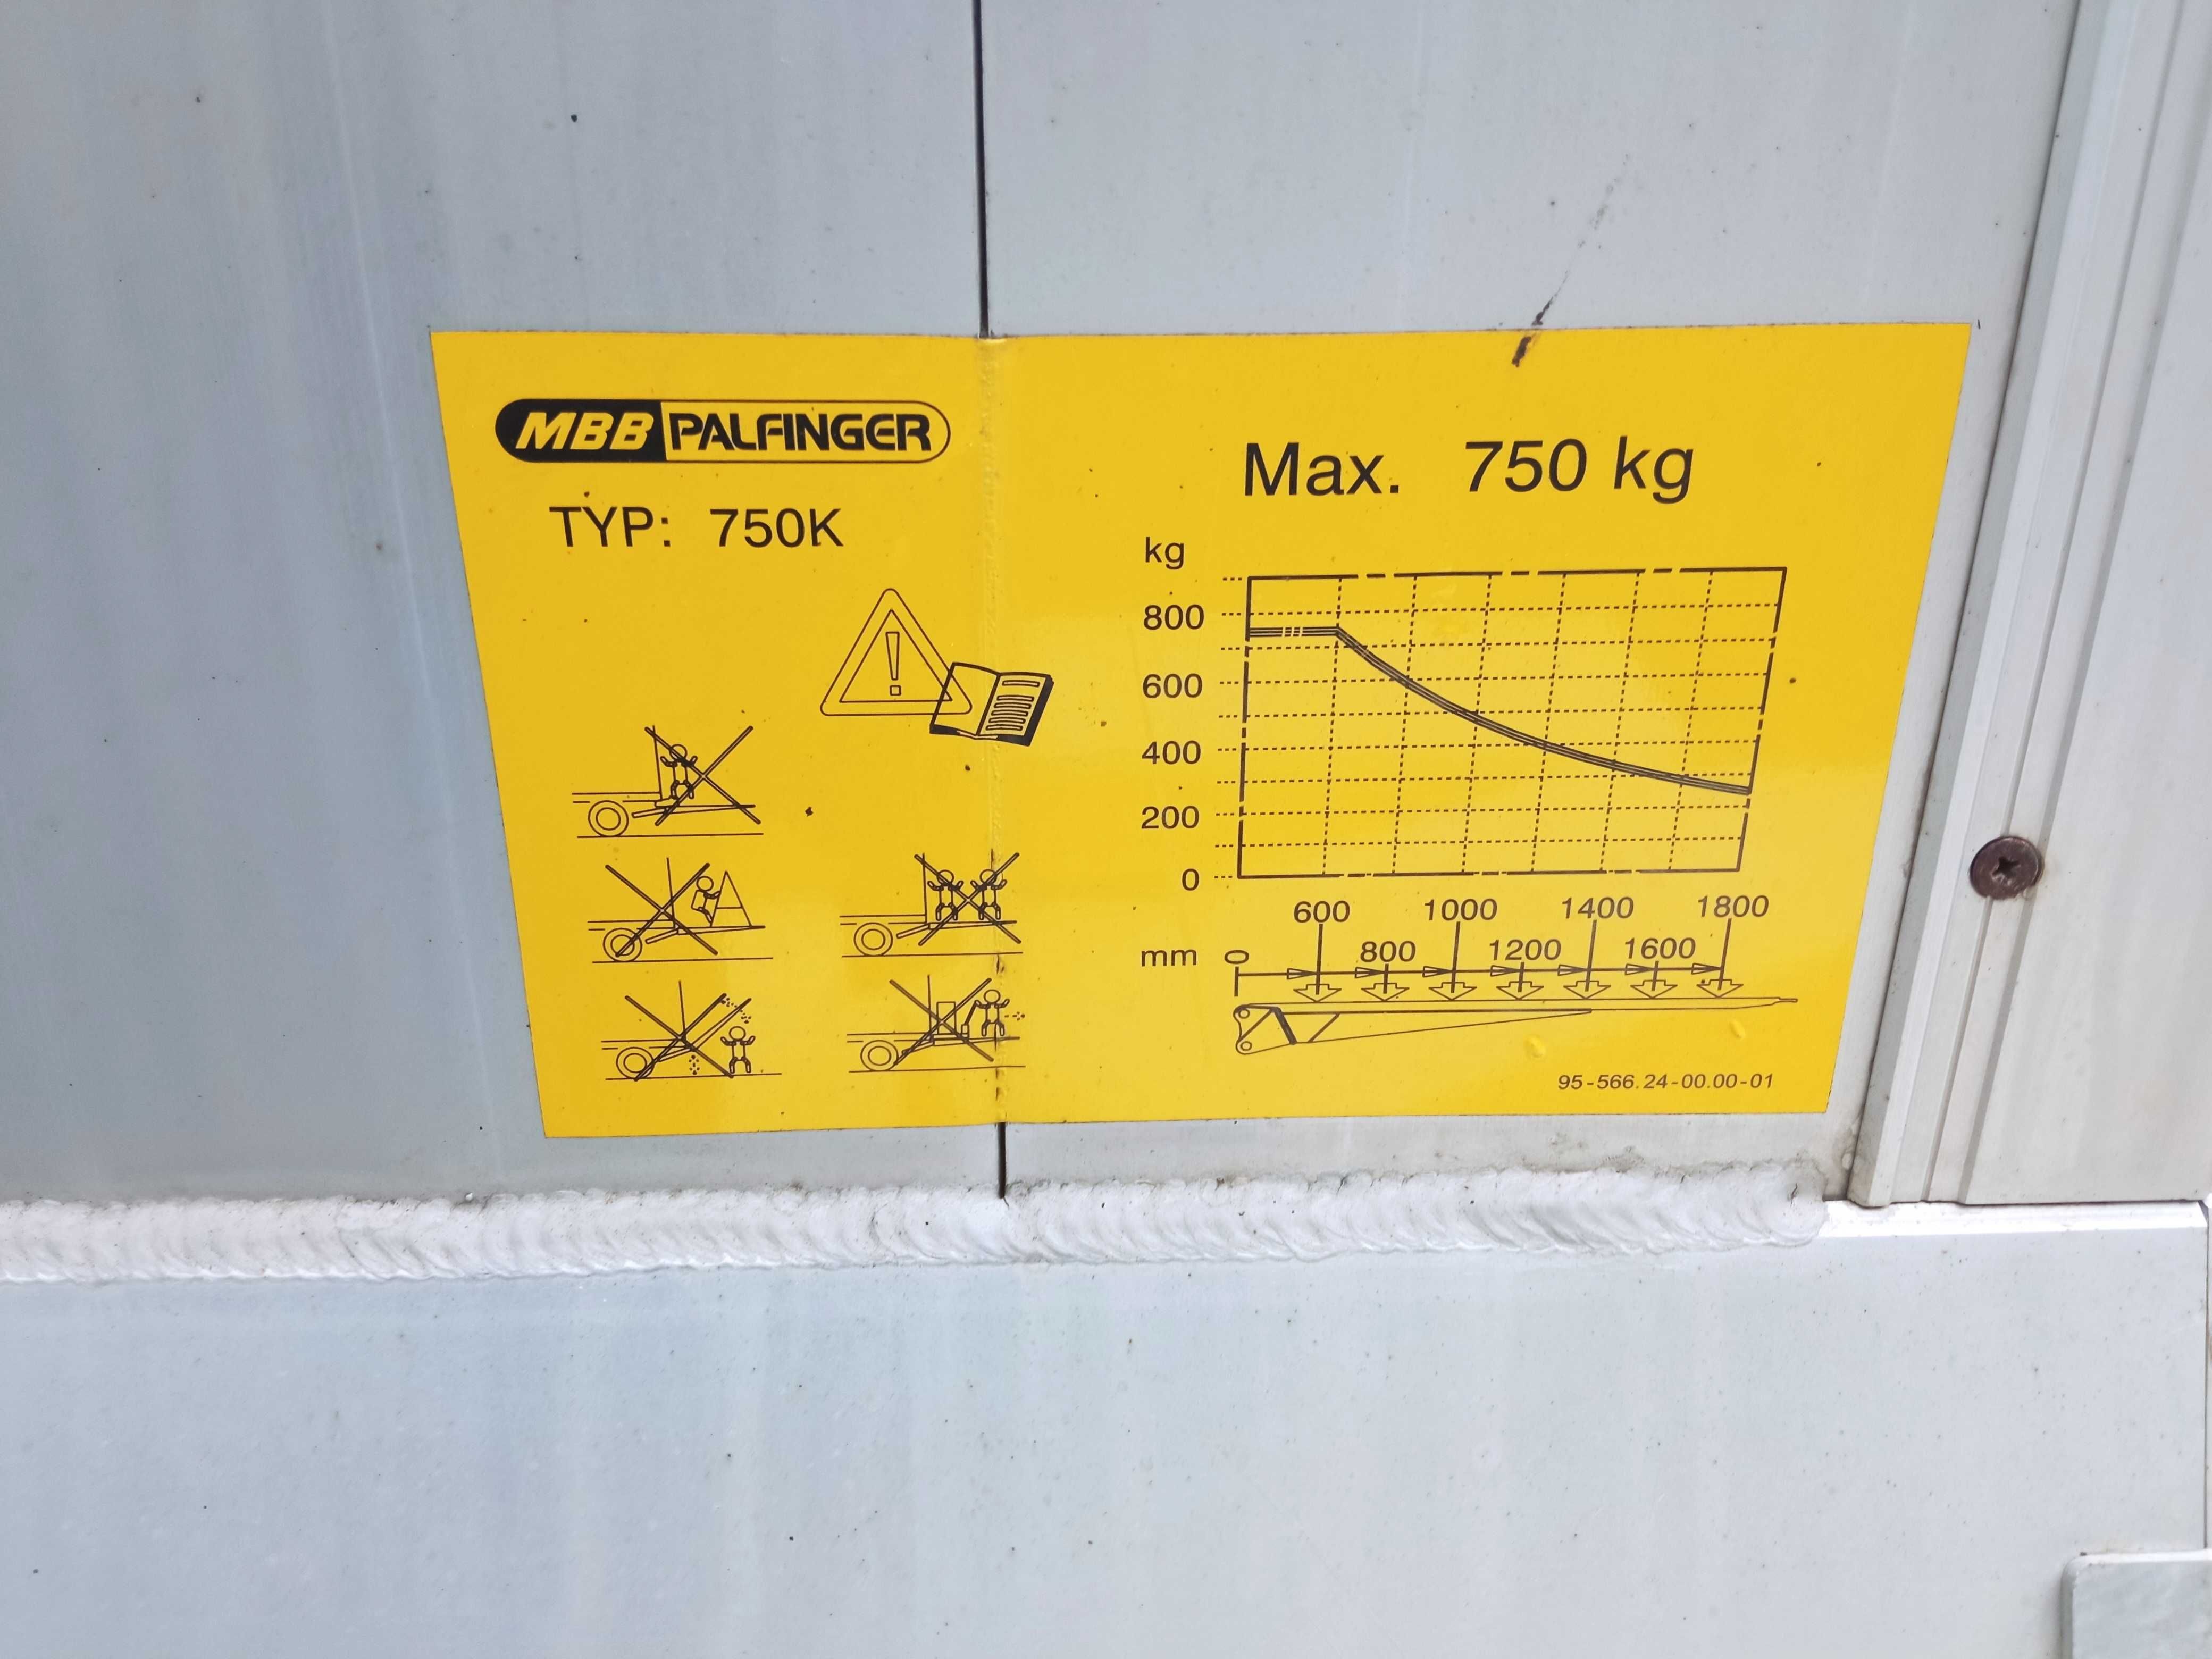 MBB PALFINGER
TYP: 750K
Max. 750 kg
kg
800
600
400
200
0
600 1000 1400 1800
mm 0 800 1200 1600
95-566.24-00.00-01